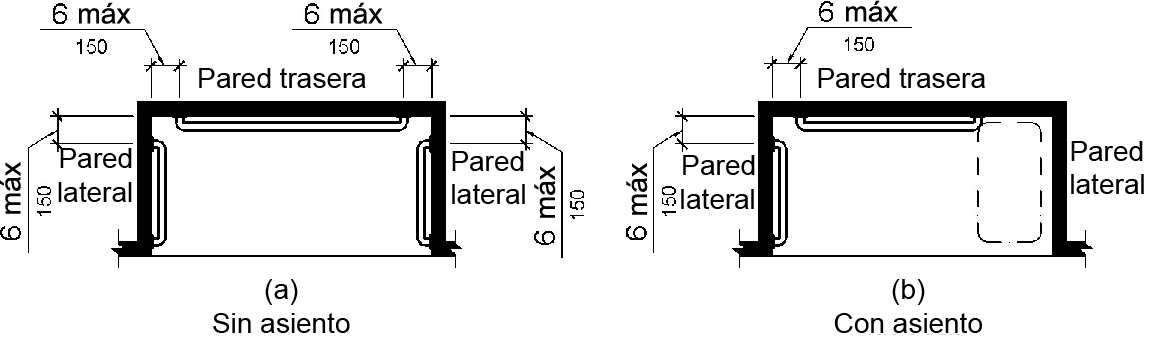 6 máx
150
6 máx
150
Pared trasera
6 máx
150
Pared
lateral
Pared
lateral
6 máx
150
(a)
Sin asiento
6 máx
150
Pared trasera
6 máx
150
Pared
lateral
Pared
lateral
(b)
Con asiento